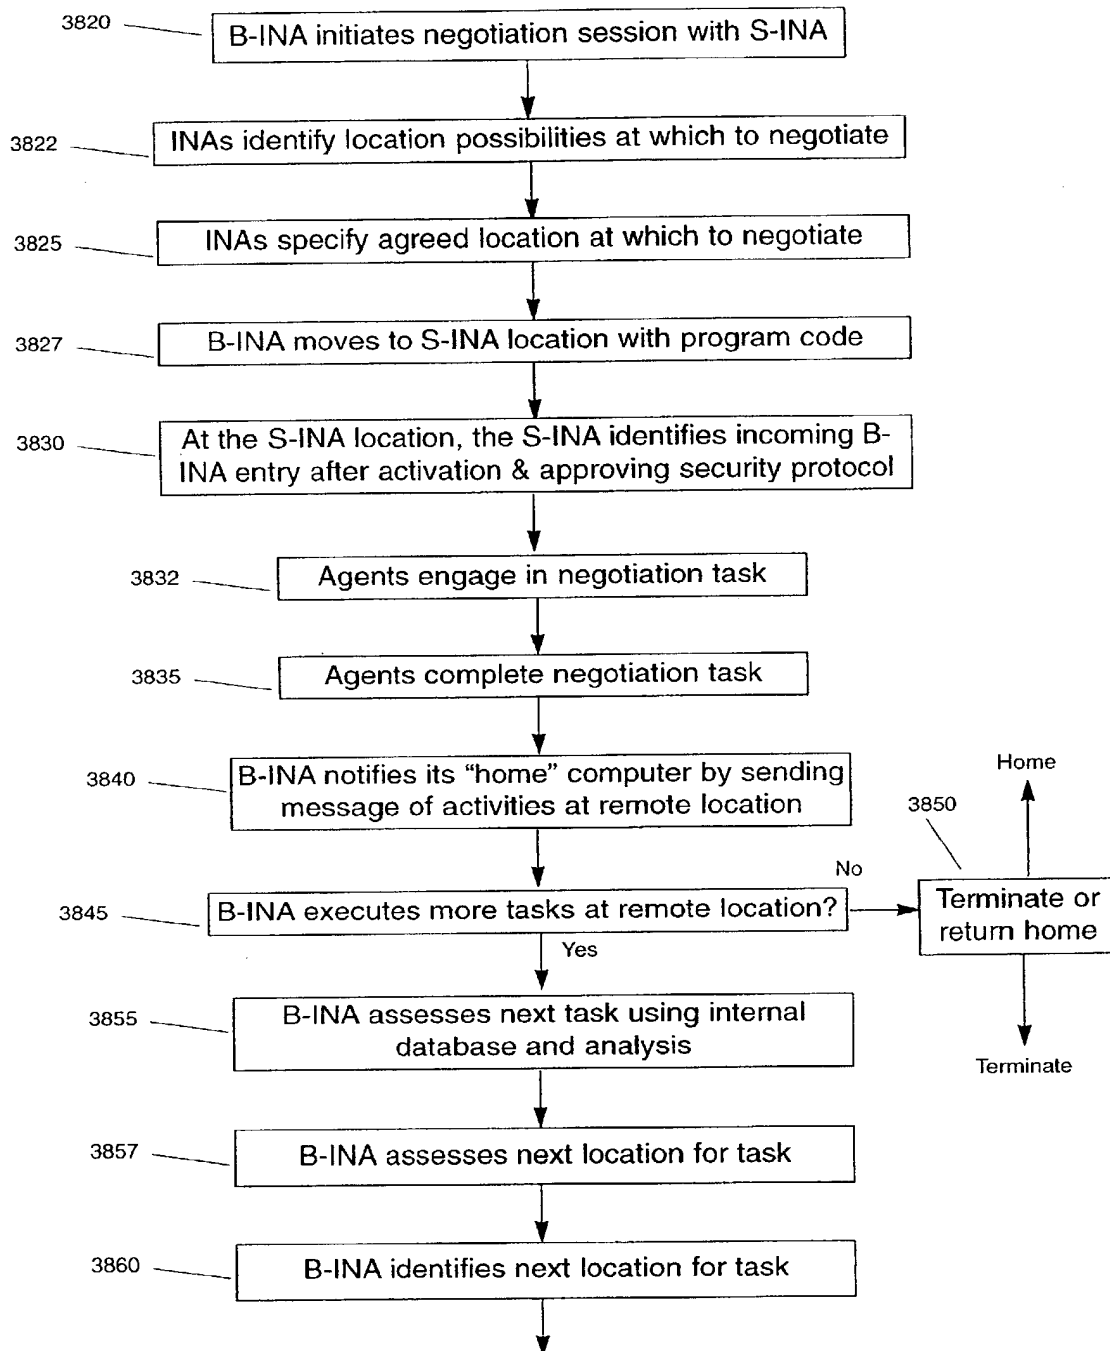 3820
B-INA initiates negotiation session with S-INA
3822
INAs identify location possibilities at which to negotiate
3825
INAs specify agreed location at which to negotiate
3827
B-INA moves to S-INA location with program code
3830
At the S-INA location, the S-INA identifies incoming B-
INA entry after activation & approving security protocol
3832
Agents engage in negotiation task
3835
Agents complete negotiation task
3840
B-INA notifies its “home” computer by sending
message of activities at remote location
Home
3850
3845
B-INA executes more tasks at remote location?
No
Terminate or
return home
Yes
Terminate
3855
B-INA assesses next task using internal
database and analysis
3857
B-INA assesses next location for task
3860
B-INA identifies next location for task